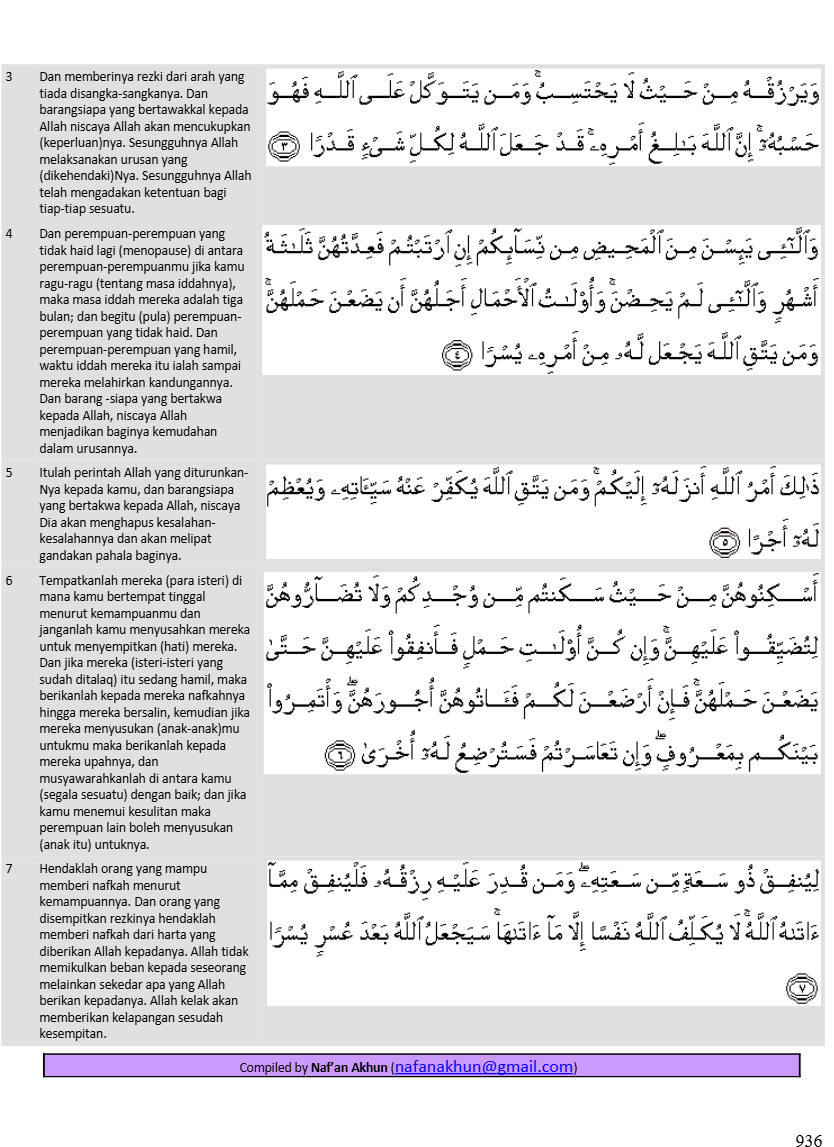 3
Dan memberinya rezki dari arah yang
tiada disangka-sangkanya. Dan
barangsiapa yang bertawakkal kepada
Allah niscaya Allah akan mencukupkan
(keperluan)nya. Sesungguhnya Allah
melaksanakan urusan yang
(dikehendaki)Nya. Sesungguhnya Allah
telah mengadakan ketentuan bagi
tiap-tiap sesuatu.
وَيَرْزُقْهُ مِنْ حَيْثُ لَا يَحْتَسِبُ ۚ وَمَن يَتَوَكَّلْ عَلَى ٱللَّهِ فَهُوَ
حَسْبُهُۥٓ ۚ إِنَّ ٱللَّهَ بَـٰلِغُ أَمْرِهِۦ ۚ قَدْ جَعَلَ ٱللَّهُ لِكُلِّ شَىْءٍ قَدْرًا ٣
4
Dan perempuan-perempuan yang
tidak haid lagi (menopause) di antara
perempuan-perempuanmu jika kamu
ragu-ragu (tentang masa iddahnya),
maka masa iddah mereka adalah tiga
bulan; dan begitu (pula) perempuan-
perempuan yang tidak haid. Dan
perempuan-perempuan yang hamil,
waktu iddah mereka itu ialah sampai
mereka melahirkan kandungannya.
Dan barang -siapa yang bertakwa
kepada Allah, niscaya Allah
menjadikan baginya kemudahan
dalam urusannya.
وَٱلَّـٰٓـِٔى يَئِسْنَ مِنَ ٱلْمَحِيضِ مِن نِّسَآئِكُمْ إِنِ ٱرْتَبْتُمْ فَعِدَّتُهُنَّ ثَلَـٰثَةُ
أَشْهُرٍ وَٱلَّـٰٓـِٔى لَمْ يَحِضْنَ ۚ وَأُو۟لَـٰتُ ٱلْأَحْمَالِ أَجَلُهُنَّ أَن يَضَعْنَ حَمْلَهُنَّ ۚ
وَمَن يَتَّقِ ٱللَّهَ يَجْعَل لَّهُۥ مِنْ أَمْرِهِۦ يُسْرًا ٤
5
Itulah perintah Allah yang diturunkan-
Nya kepada kamu, dan barangsiapa
yang bertakwa kepada Allah, niscaya
Dia akan menghapus kesalahan-
kesalahannya dan akan melipat
gandakan pahala baginya.
ذَٰلِكَ أَمْرُ ٱللَّهِ أَنزَلَهُۥٓ إِلَيْكُمْ ۚ وَمَن يَتَّقِ ٱللَّهَ يُكَفِّرْ عَنْهُ سَيِّـَٔاتِهِۦ وَيُعْظِمْ
لَهُۥٓ أَجْرًا ٥
6
Tempatkanlah mereka (para isteri) di
mana kamu bertempat tinggal
menurut kemampuanmu dan
janganlah kamu menyusahkan mereka
untuk menyempitkan (hati) mereka.
Dan jika mereka (isteri-isteri yang
sudah ditalaq) itu sedang hamil, maka
berikanlah kepada mereka nafkahnya
hingga mereka bersalin, kemudian jika
mereka menyusukan (anak-anak)mu
untukmu maka berikanlah kepada
mereka upahnya, dan
musyawarahkanlah di antara kamu
(segala sesuatu) dengan baik; dan jika
kamu menemui kesulitan maka
perempuan lain boleh menyusukan
(anak itu) untuknya.
أَسْكِنُوهُنَّ مِنْ حَيْثُ سَكَنتُم مِّن وُجْدِكُمْ وَلَا تُضَآرُّوهُنَّ
لِتُضَيِّقُوا۟ عَلَيْهِنَّ ۚ وَإِن كُنَّ أُو۟لَـٰتِ حَمْلٍ فَأَنفِقُوا۟ عَلَيْهِنَّ حَتَّىٰ
يَضَعْنَ حَمْلَهُنَّ ۚ فَإِنْ أَرْضَعْنَ لَكُمْ فَـَٔاتُوهُنَّ أُجُورَهُنَّ ۖ وَأْتَمِرُوا۟
بَيْنَكُم بِمَعْرُوفٍ ۖ وَإِن تَعَاسَرْتُمْ فَسَتُرْضِعُ لَهُۥٓ أُخْرَىٰ ٦
7
Hendaklah orang yang mampu
memberi nafkah menurut
kemampuannya. Dan orang yang
disempitkan rezkinya hendaklah
memberi nafkah dari harta yang
diberikan Allah kepadanya. Allah tidak
memikulkan beban kepada seseorang
melainkan sekedar apa yang Allah
berikan kepadanya. Allah kelak akan
memberikan kelapangan sesudah
kesempitan.
لِيُنفِقْ ذُو سَعَةٍ مِّن سَعَتِهِۦ ۖ وَمَن قُدِرَ عَلَيْهِ رِزْقُهُۥ فَلْيُنفِقْ مِمَّآ
ءَاتَىٰهُ ٱللَّهُ ۚ لَا يُكَلِّفُ ٱللَّهُ نَفْسًا إِلَّا مَآ ءَاتَىٰهَا ۚ سَيَجْعَلُ ٱللَّهُ بَعْدَ عُسْرٍ يُسْرًا
٧
Compiled by Naf’an Akhun (nafanakhun@gmail.com)
936